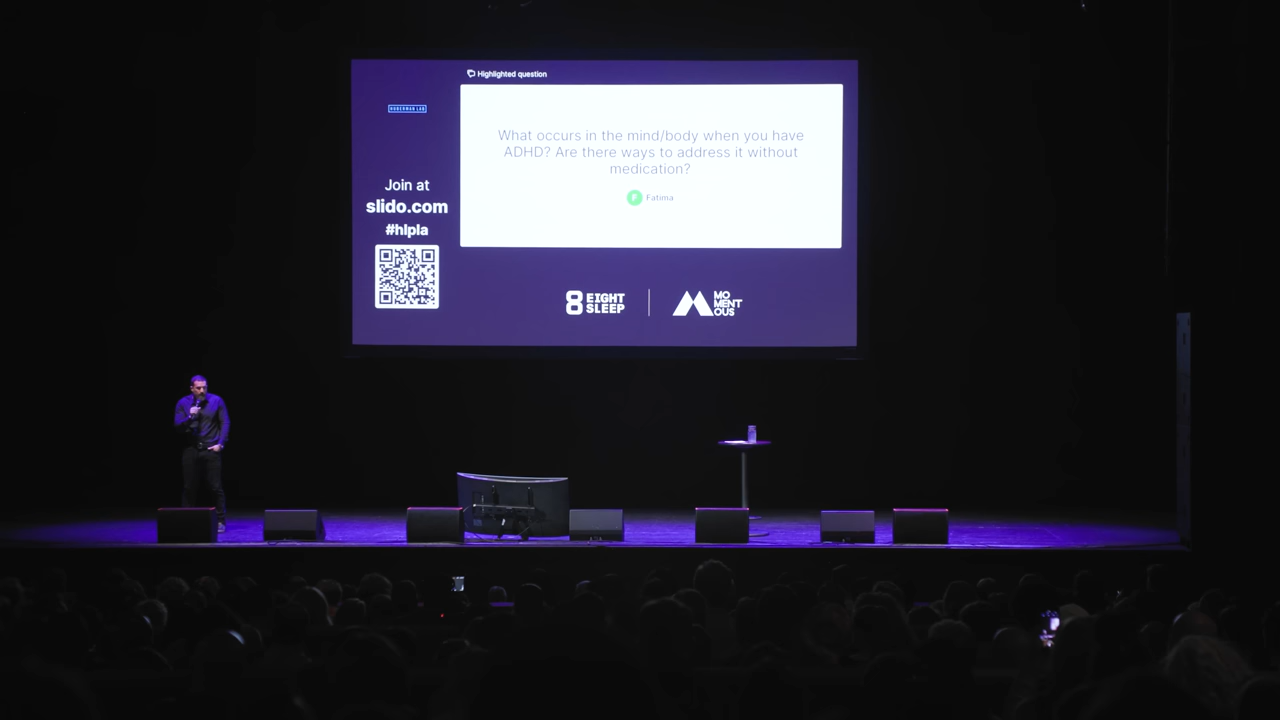 Highlighted question
HUBERMAN LAB
What occurs in the mind/body when you have
ADHD? Are there ways to address it without
medication?
F Fatima
Join at
slido.com
#hlpla
8 EIGHT
SLEEP
MO
MENT
OUS